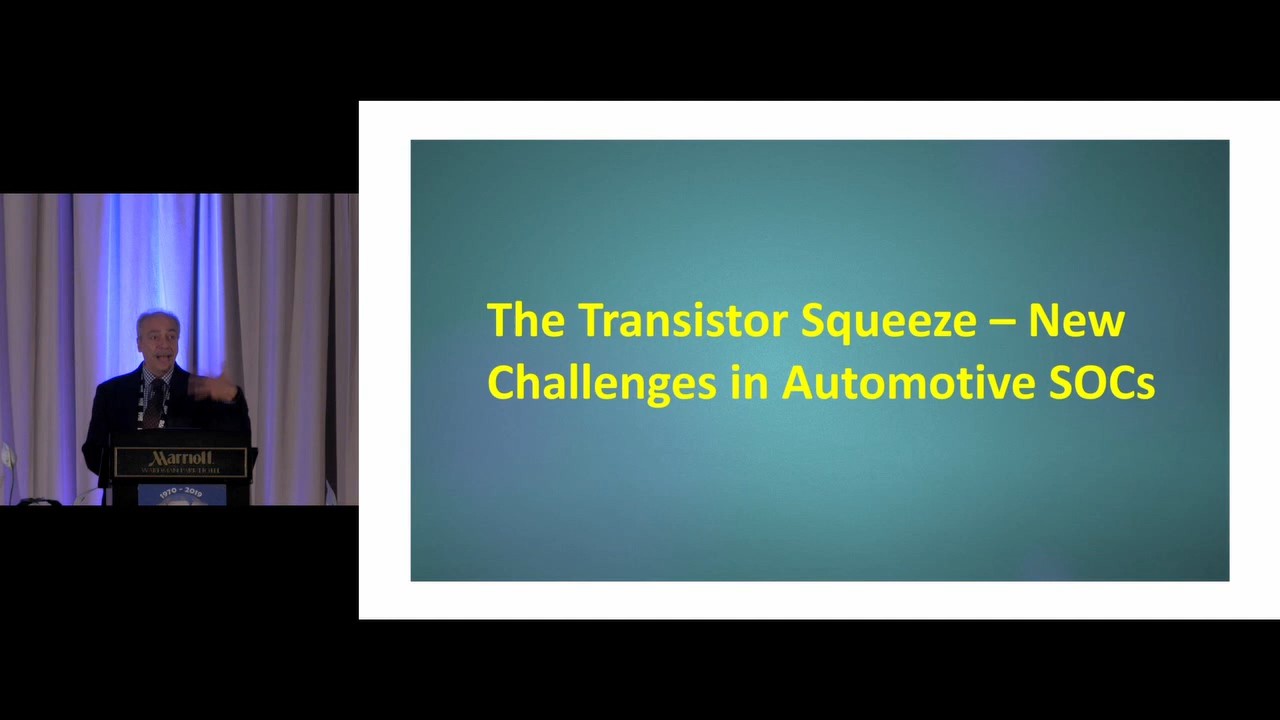 The Transistor Squeeze – New
Challenges in Automotive SOCs
Marriott
1970 - 2019